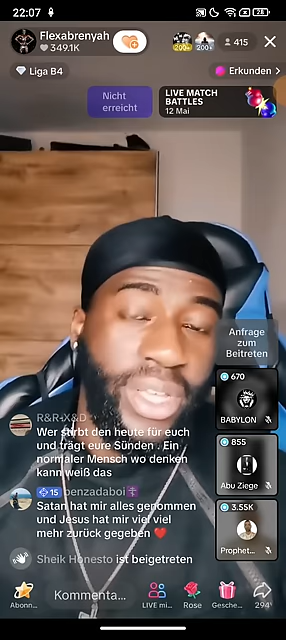 22:07
28
Flexabrenyah
349.1K
200+
200+
415
Liga B4
Erkunden
Nicht
erreicht
LIVE MATCH
BATTLES
12 Mai
Anfrage
zum
Beitreten
670
BABYLON
855
Abu Ziege
3.55K
Prophet...
R&R-X&D
Wer stirbt den heute für euch
und trägt eure Sünden . Ein
normaler Mensch wo denken
kann weiß das
15 benzadaboi
Satan hat mir alles genommen
und Jesus hat mir viel viel
mehr zurück gegeben
Sheik Honesto ist beigetreten
Abonn...
Kommenta...
LIVE mi...
Rose
Gesche...
294